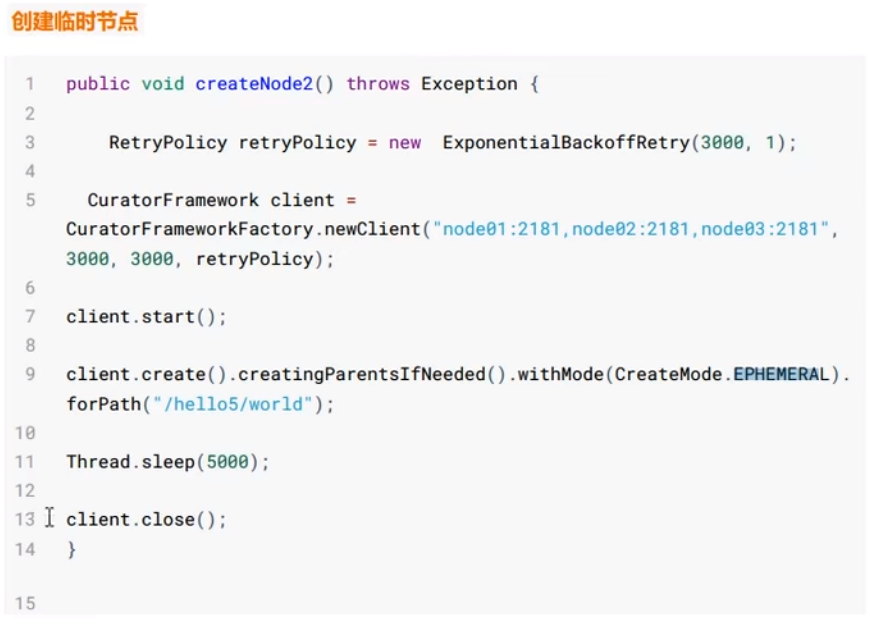 创建临时节点
1 public void createNode2() throws Exception {
2
3 RetryPolicy retryPolicy = new  ExponentialBackoffRetry(3000, 1);
4
5 CuratorFramework client =
CuratorFrameworkFactory.newClient("node01:2181,node02:2181,node03:2181",
3000, 3000, retryPolicy);
6
7 client.start();
8
9 client.create().creatingParentsIfNeeded().withMode(CreateMode.EPHEMERAL).
forPath("/hello5/world");
10
11 Thread.sleep(5000);
12
13 client.close();
14 }
15